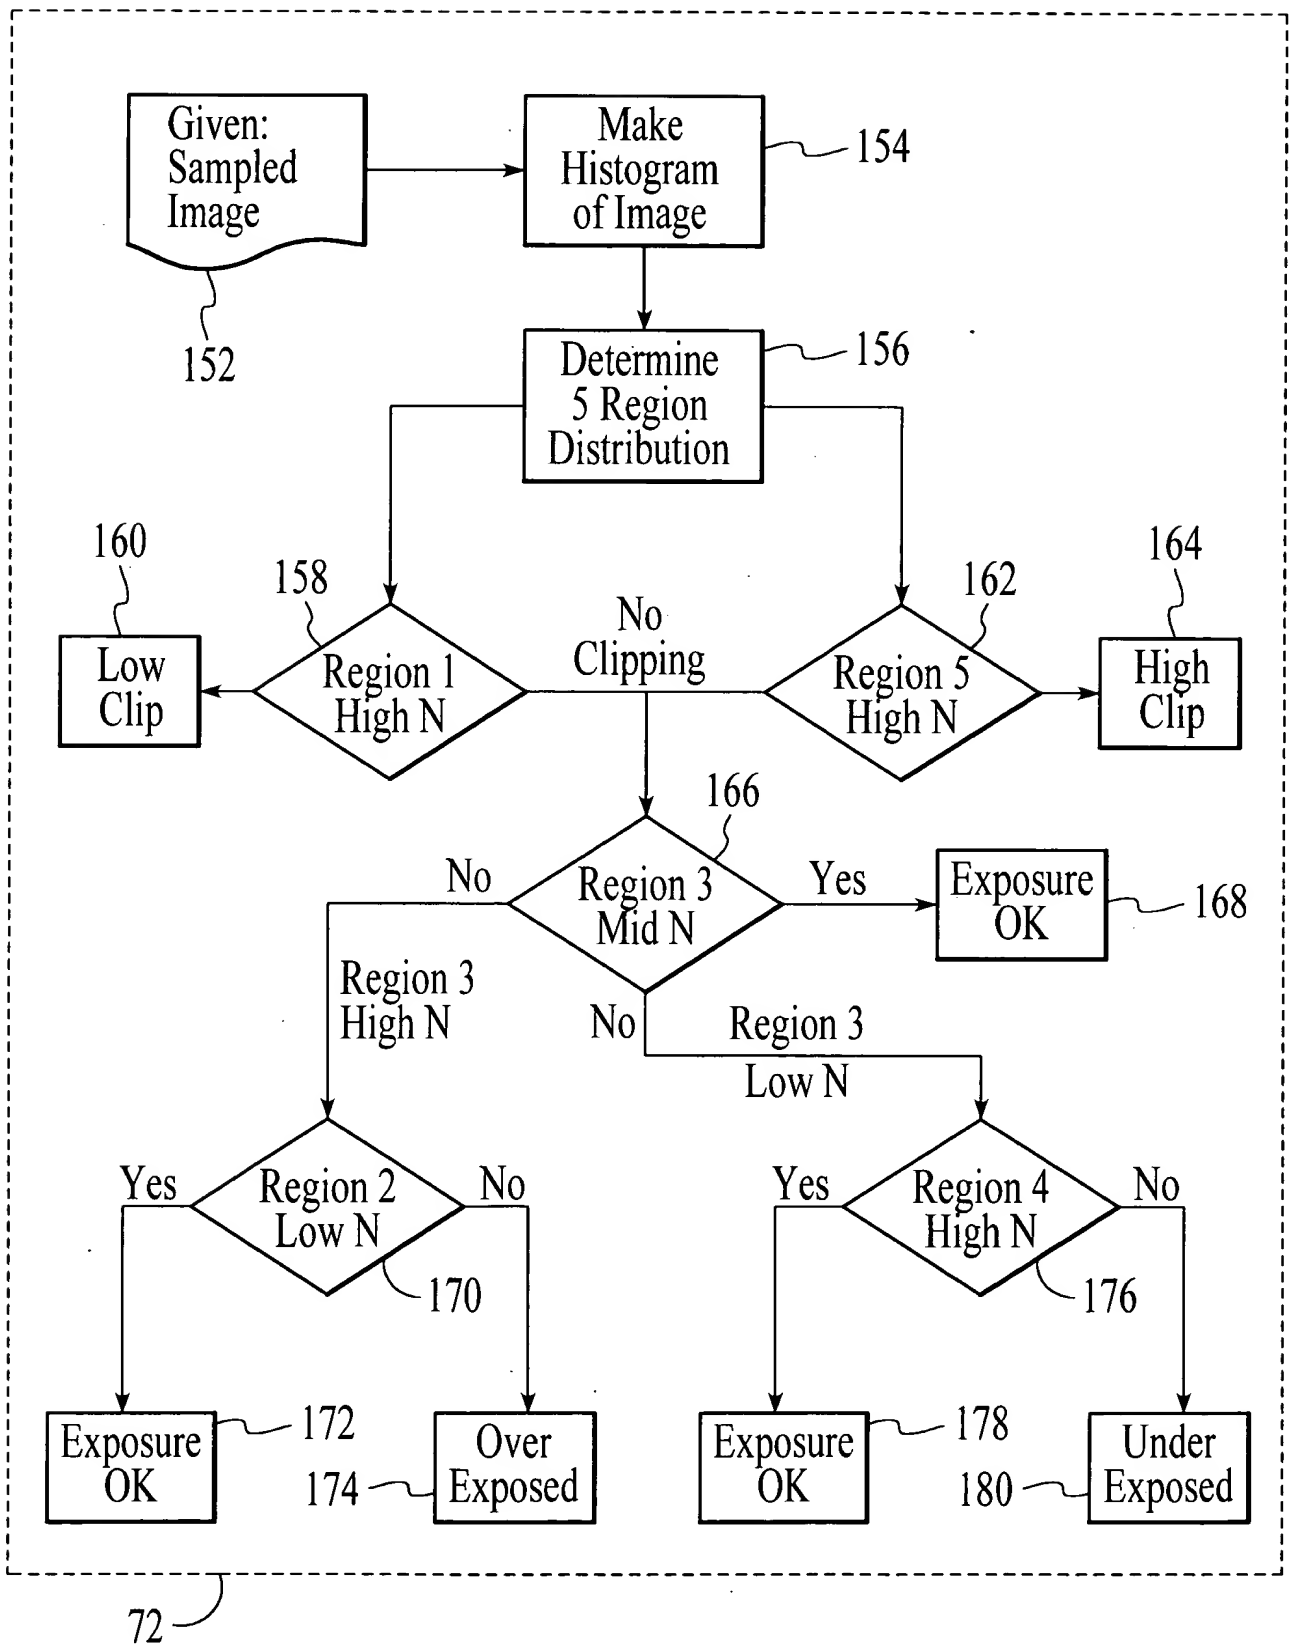 Given:
Sampled
Image
Make
Histogram
of Image
154
152
Determine
5 Region
Distribution
156
160
158
162
164
Low
Clip
Region 1
High N
No
Clipping
Region 5
High N
High
Clip
166
No
Region 3
Mid N
Yes
Exposure
OK
168
Region 3
High N
No
Region 3
Low N
Yes
Region 2
Low N
No
170
Yes
Region 4
High N
No
176
Exposure
OK
172
Over
Exposed
174
Exposure
OK
178
Under
Exposed
180
72